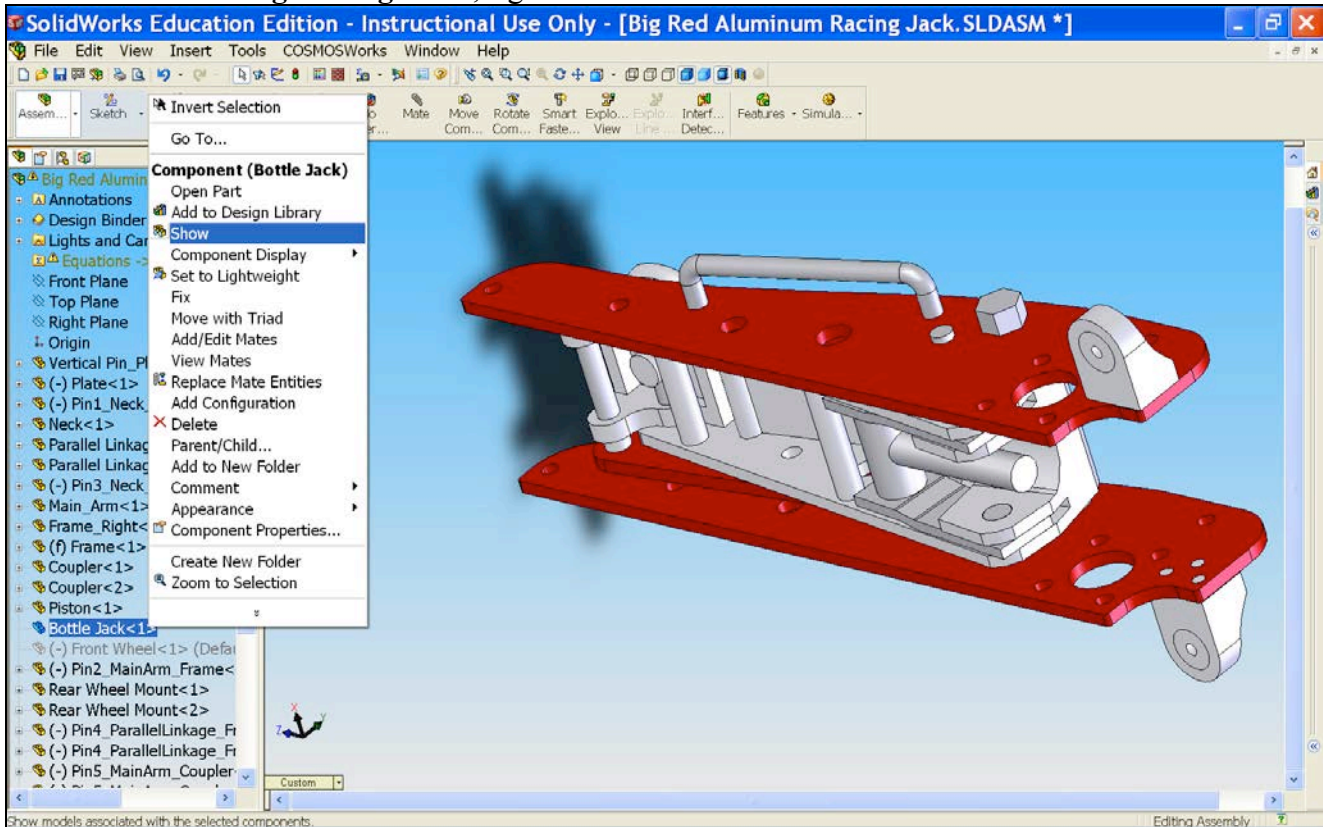 SolidWorks Education Edition - Instructional Use Only - [Big Red Aluminum Racing Jack.SLDASM *]
File Edit View Insert Tools COSMOSWorks Window Help
Assem... Sketch Mate Move Com... Rotate Com... Smart Faste... Explo... View Explo... Line ... Interf... Detec... Features Simula...
Invert Selection
Go To...
Component (Bottle Jack)
Open Part
Add to Design Library
Show
Component Display
Set to Lightweight
Fix
Move with Triad
Add/Edit Mates
View Mates
Replace Mate Entities
Add Configuration
Delete
Parent/Child...
Add to New Folder
Comment
Appearance
Component Properties...
Create New Folder
Zoom to Selection
Big Red Alumin
Annotations
Design Binder
Lights and Car
Equations ->
Front Plane
Top Plane
Right Plane
Origin
Vertical Pin_Pl
(-) Plate<1>
(-) Pin1_Neck_
Neck<1>
Parallel Linkag
Parallel Linkag
(-) Pin3_Neck_
Main_Arm<1>
Frame_Right<
(f) Frame<1>
Coupler<1>
Coupler<2>
Piston<1>
Bottle Jack<1>
(-) Front Wheel<1> (Defau
(-) Pin2_MainArm_Frame<
Rear Wheel Mount<1>
Rear Wheel Mount<2>
(-) Pin4_ParallelLinkage_Fr
(-) Pin4_ParallelLinkage_Fr
(-) Pin5_MainArm_Coupler
X Y Z
Custom
Show models associated with the selected components.
Editing Assembly